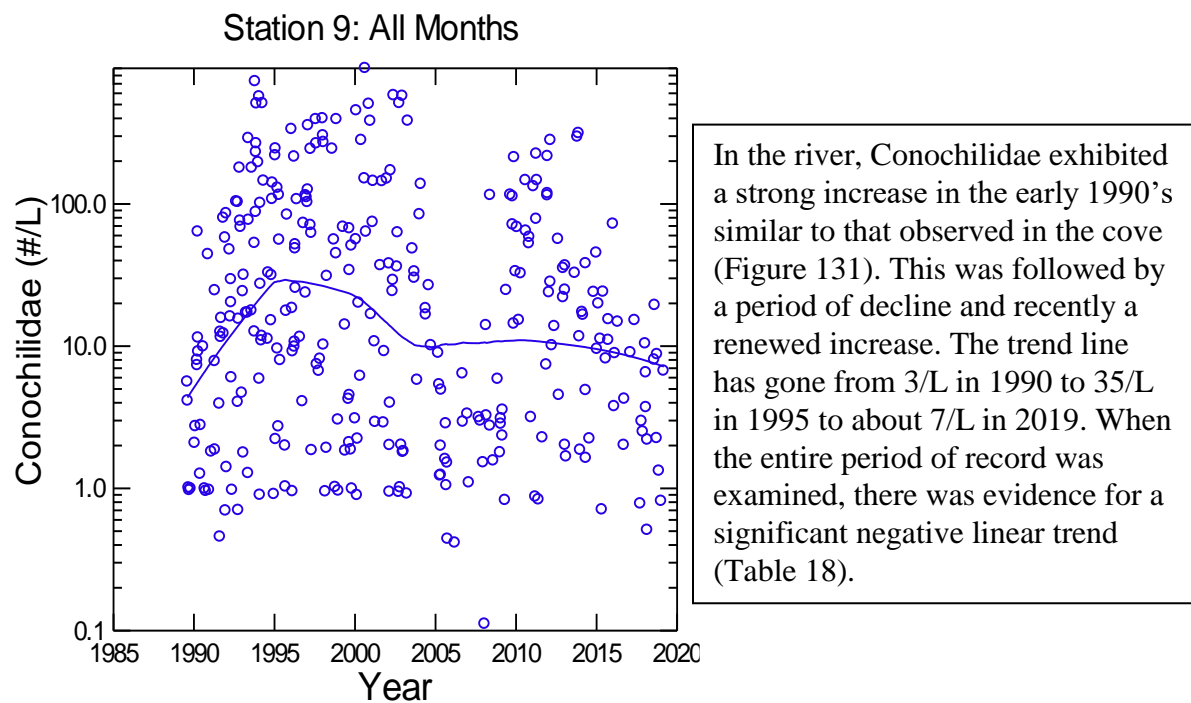 Station 9: All Months
Conochilidae (#/L)
100.0
10.0
1.0
0.1
1985 1990 1995 2000 2005 2010 2015 2020
Year
In the river, Conochilidae exhibited
a strong increase in the early 1990's
similar to that observed in the cove
(Figure 131). This was followed by
a period of decline and recently a
renewed increase. The trend line
has gone from 3/L in 1990 to 35/L
in 1995 to about 7/L in 2019. When
the entire period of record was
examined, there was evidence for a
significant negative linear trend
(Table 18).